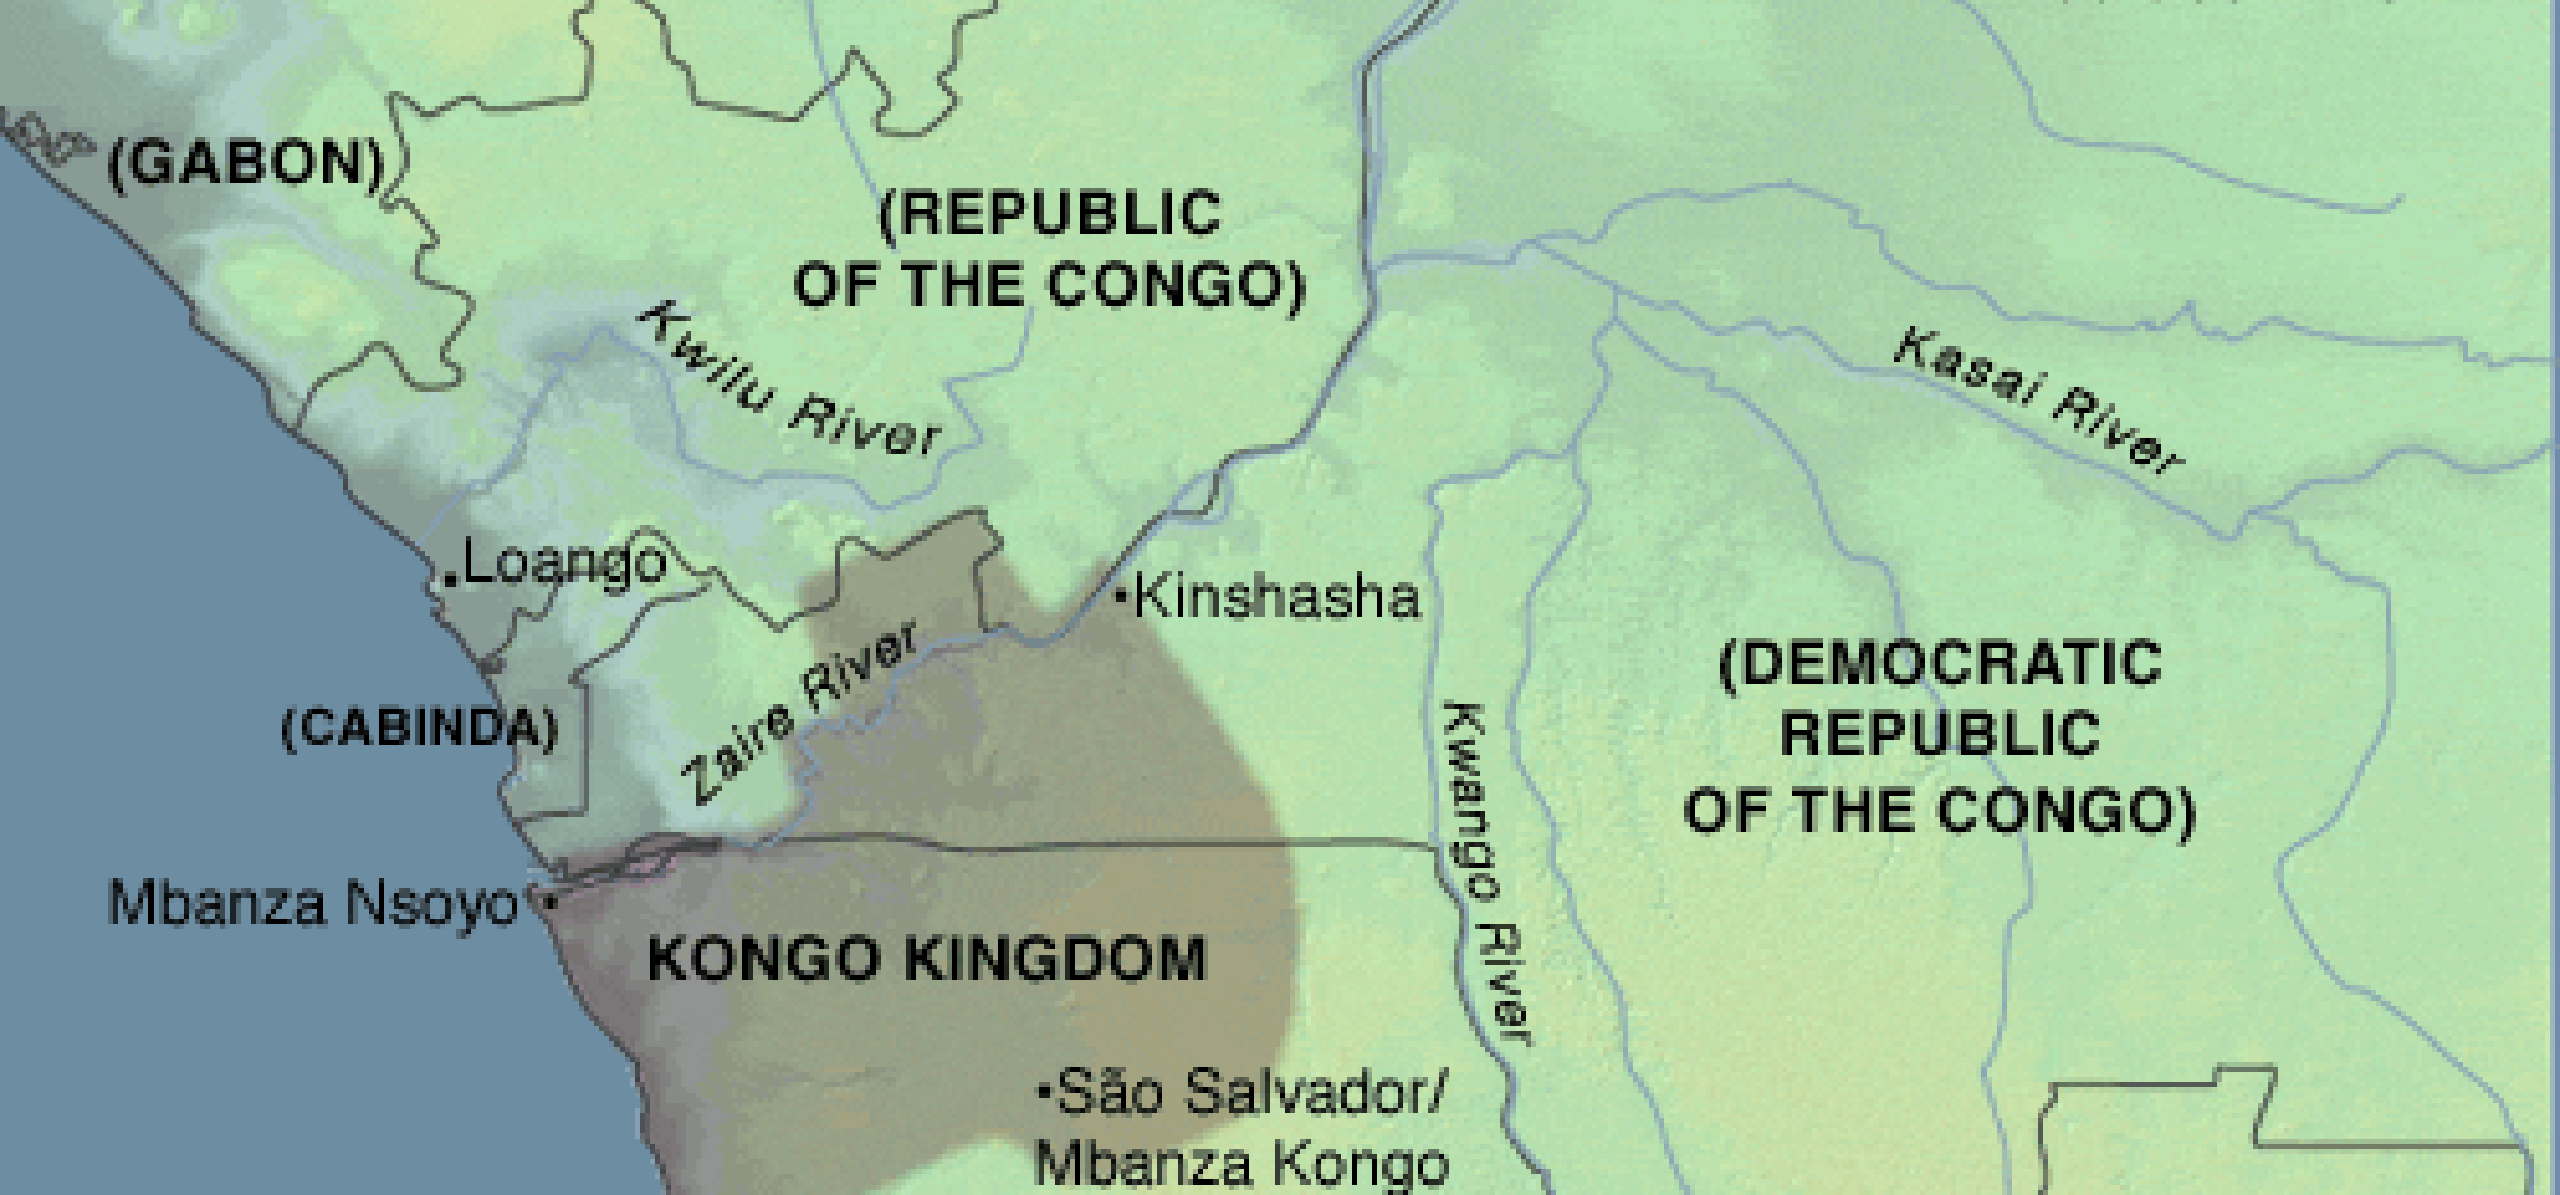 (GABON)
(REPUBLIC
OF THE CONGO)
Kwilu River
Kasai River
Loango
Kinshasha
Zaire River
(DEMOCRATIC
REPUBLIC
OF THE CONGO)
(CABINDA)
Kwango River
Mbanza Nsoyo
KONGO KINGDOM
São Salvador/
Mbanza Kongo